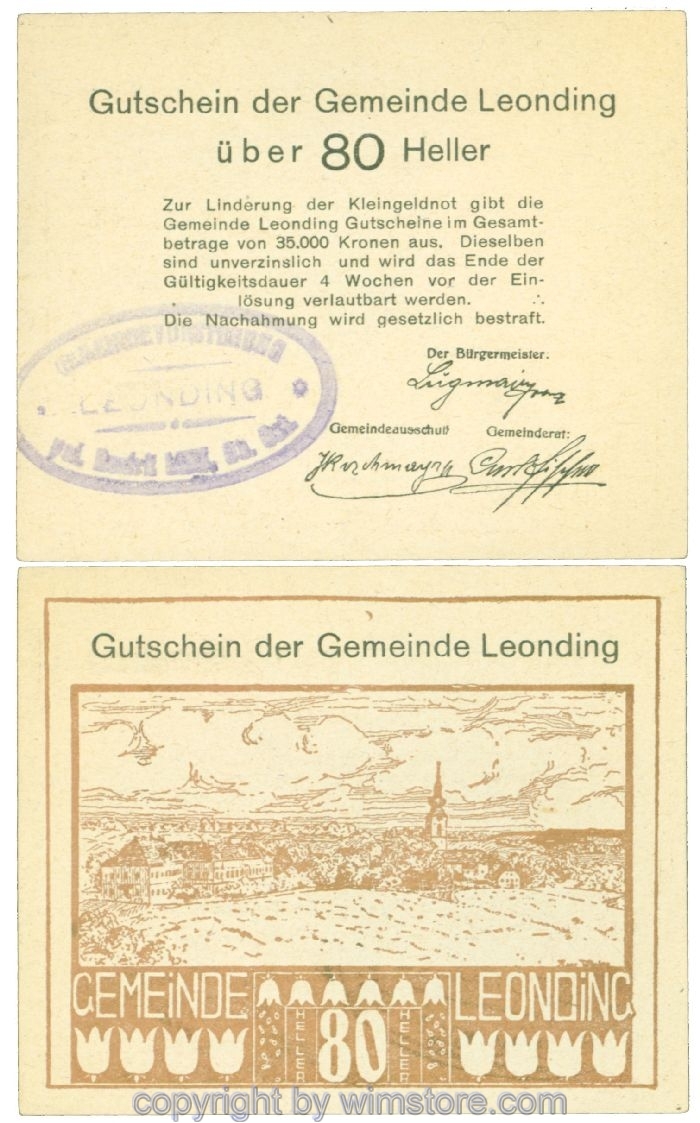 Gutschein der Gemeinde Leonding
über 80 Heller
Zur Linderung der Kleingeldnot gibt die
Gemeinde Leonding Gutscheine im Gesamt-
betrage von 35.000 Kronen aus. Dieselben
sind unverzinslich und wird das Ende der
Gültigkeitsdauer 4 Wochen vor der Ein-
lösung verlautbart werden.
Die Nachahmung wird gesetzlich bestraft.
GEMEINDEVORSTEHUNG
LEONDING
Der Bürgermeister.
Gemeindeausschuß Gemeinderat:
Gutschein der Gemeinde Leonding
GEMEiNDE LEONDiNG
HELLER 80 HELLER
copyright by wimstore.com